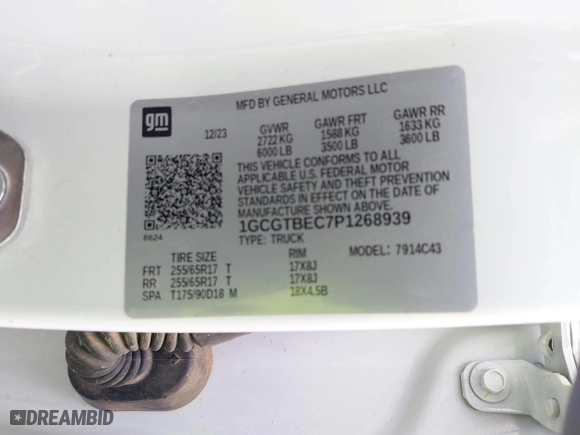 MFD BY GENERAL MOTORS LLC
gm
12/23
GVWR GAWR FRT GAWR RR
2722 KG 1588 KG 1633 KG
6000 LB 3500 LB 3600 LB
THIS VEHICLE CONFORMS TO ALL
APPLICABLE U.S. FEDERAL MOTOR
VEHICLE SAFETY AND THEFT PREVENTION
STANDARDS IN EFFECT ON THE DATE OF
MANUFACTURE SHOWN ABOVE.
8624
1GCGTBEC7P1268939
TYPE: TRUCK
MODEL: 7914C43
TIRE SIZE RIM
FRT 255/65R17 T 17X8J
RR 255/65R17 T 17X8J
SPA T175/90D18 M 18X4.5B
DREAMBID